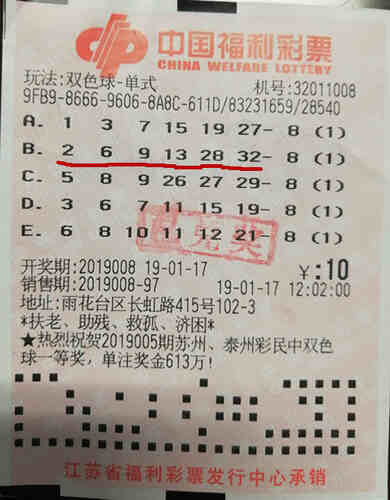 中国福利彩票
CHINA WELFARE LOTTERY
玩法:双色球-单式 机号:32011008
9FB9-8666-9606-8A8C-611D/83231659/28540
A. 1 3 7 15 19 27- 8 (1)
B. 2 6 9 13 28 32- 8 (1)
C. 5 8 9 26 27 29- 8 (1)
D. 3 6 7 11 15 19- 8 (1)
E. 6 8 10 11 12 21- 8 (1)
已兑奖
开奖期:2019008 19-01-17 ¥:10
销售期:2019008-97 19-01-17 12:02:00
地址:雨花台区长虹路415号102-3
*扶老、助残、救孤、济困*
★热烈祝贺2019005期苏州、泰州彩民中双色
球一等奖,单注奖金613万!
江苏省福利彩票发行中心承销